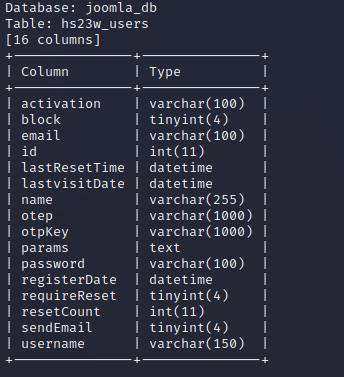 Database: joomla_db
Table: hs23w_users
[16 columns]
+---------------+---------------+
| Column        | Type          |
+---------------+---------------+
| activation    | varchar(100)  |
| block         | tinyint(4)    |
| email         | varchar(100)  |
| id            | int(11)       |
| lastResetTime | datetime      |
| lastvisitDate | datetime      |
| name          | varchar(255)  |
| otep          | varchar(1000) |
| otpKey        | varchar(1000) |
| params        | text          |
| password      | varchar(100)  |
| registerDate  | datetime      |
| requireReset  | tinyint(4)    |
| resetCount    | int(11)       |
| sendEmail     | tinyint(4)    |
| username      | varchar(150)  |
+---------------+---------------+